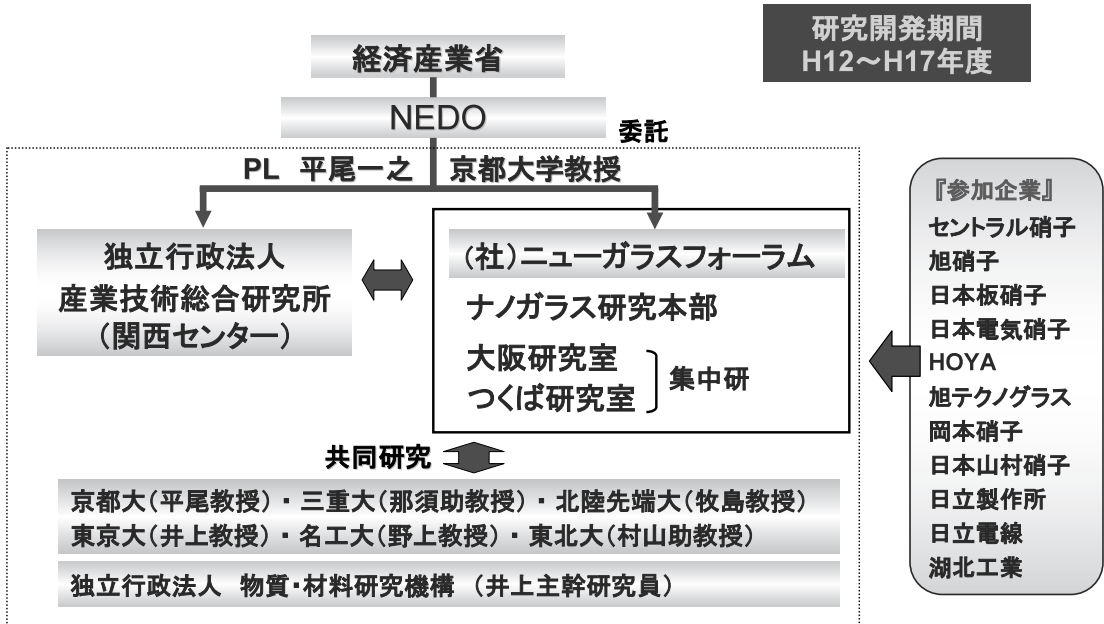 研究開発期間
H12～H17年度
経済産業省
NEDO
委託
PL 平尾一之 京都大学教授
独立行政法人
産業技術総合研究所
（関西センター）
（社）ニューガラスフォーラム
ナノガラス研究本部
大阪研究室
つくば研究室
集中研
『参加企業』
セントラル硝子
旭硝子
日本板硝子
日本電気硝子
HOYA
旭テクノグラス
岡本硝子
日本山村硝子
日立製作所
日立電線
湖北工業
共同研究
京都大（平尾教授）・三重大（那須助教授）・北陸先端大（牧島教授）
東京大（井上教授）・名工大（野上教授）・東北大（村山助教授）
独立行政法人 物質・材料研究機構 （井上主幹研究員）